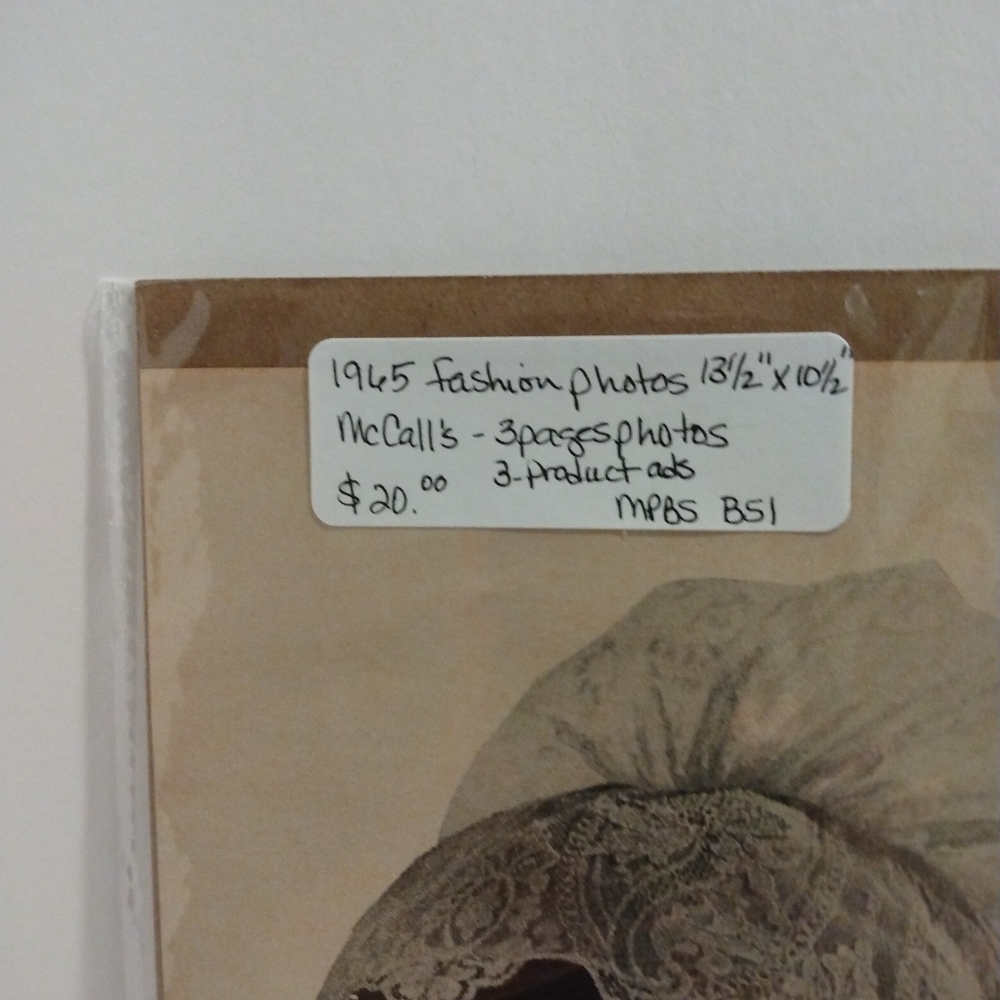 1965 fashion photos 13½" x 10½"
McCall's - 3 pages photos
3-Product ads
$20.00
MPBS B51